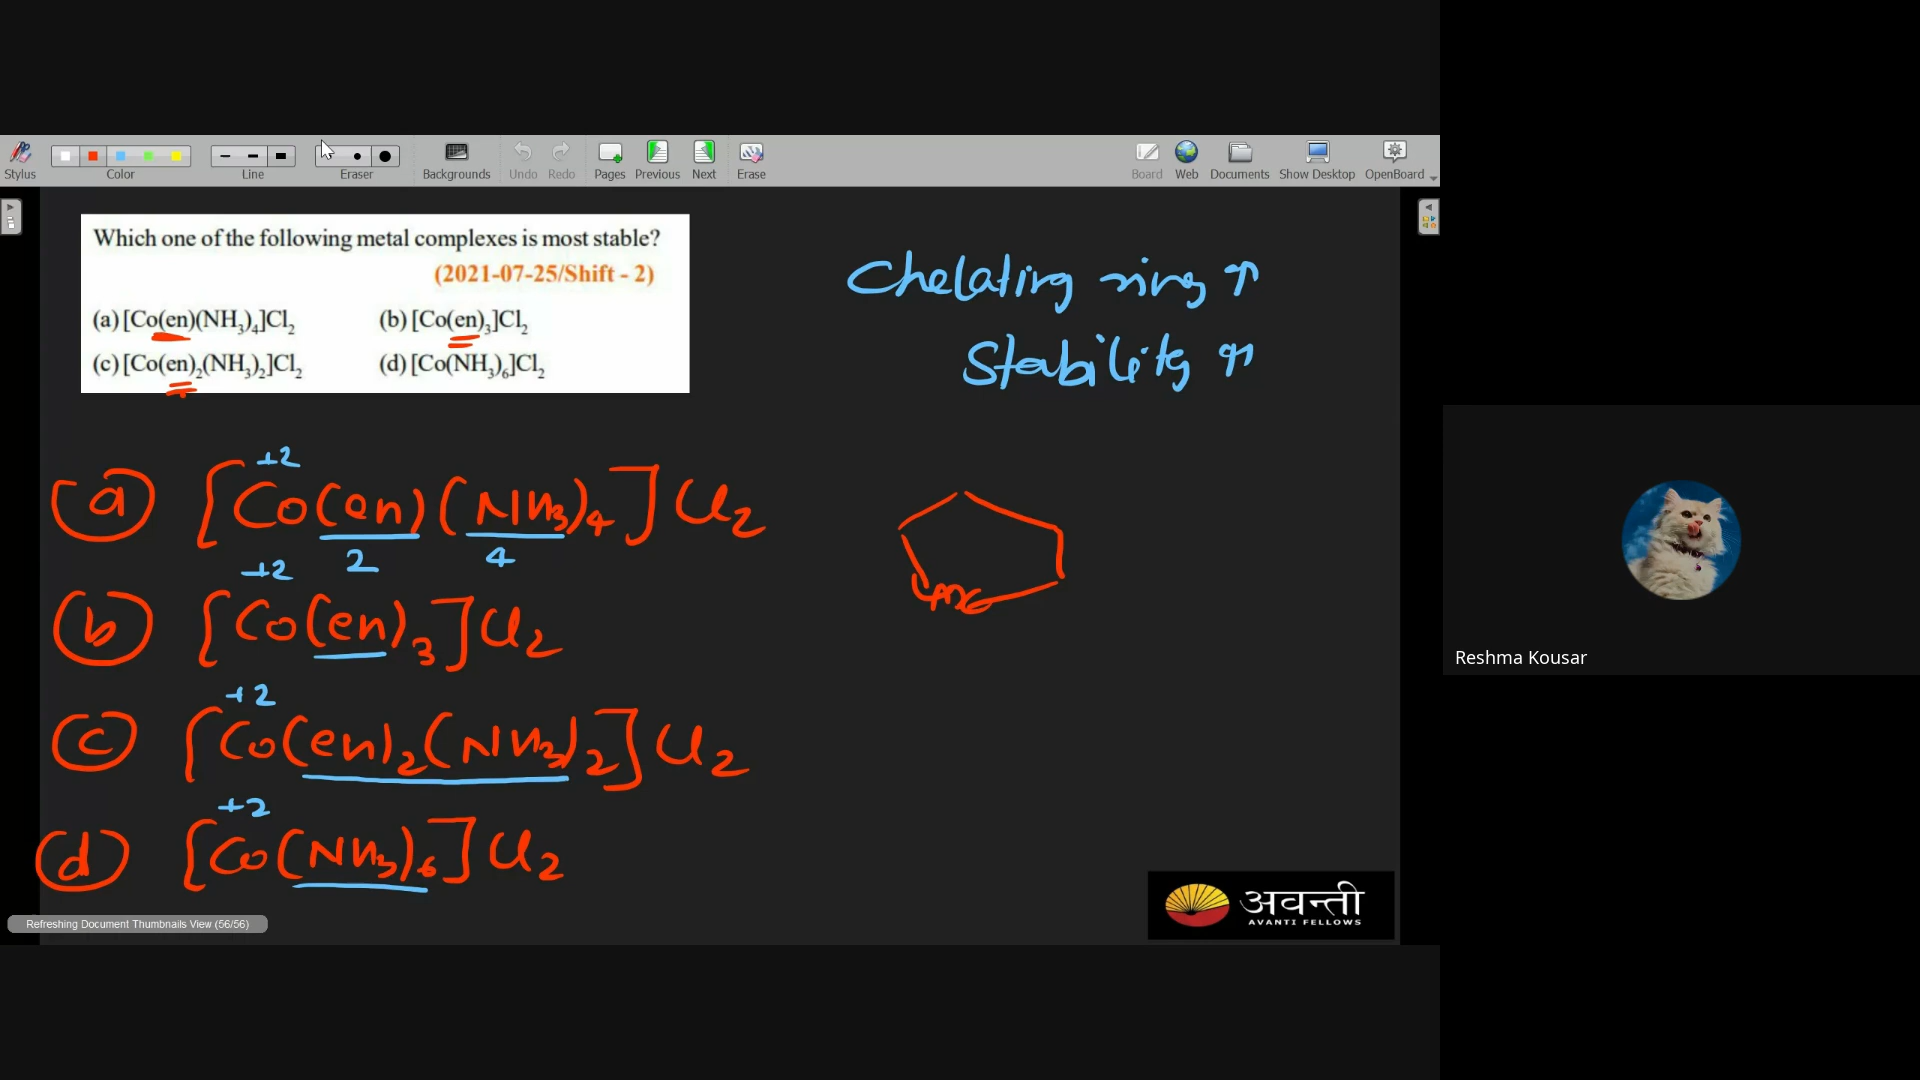 Stylus Color Line Eraser Backgrounds Undo Redo Pages Previous Next Erase Board Web Documents Show Desktop OpenBoard
Which one of the following metal complexes is most stable?
(2021-07-25/Shift - 2)
(a) [Co(en)(NH₃)₄]Cl₂ (b) [Co(en)₃]Cl₂
(c) [Co(en)₂(NH₃)₂]Cl₂ (d) [Co(NH₃)₆]Cl₂
Chelating ring ↑
Stability ↑
+2
(a) [Co(en)(NH₃)₄]Cl₂
2 4
+2
(b) [Co(en)₃]Cl₂
+2
(c) [Co(en)₂(NH₃)₂]Cl₂
+2
(d) [Co(NH₃)₆]Cl₂
Refreshing Document Thumbnails View (56/56)
अवन्ती
AVANTI FELLOWS
Reshma Kousar